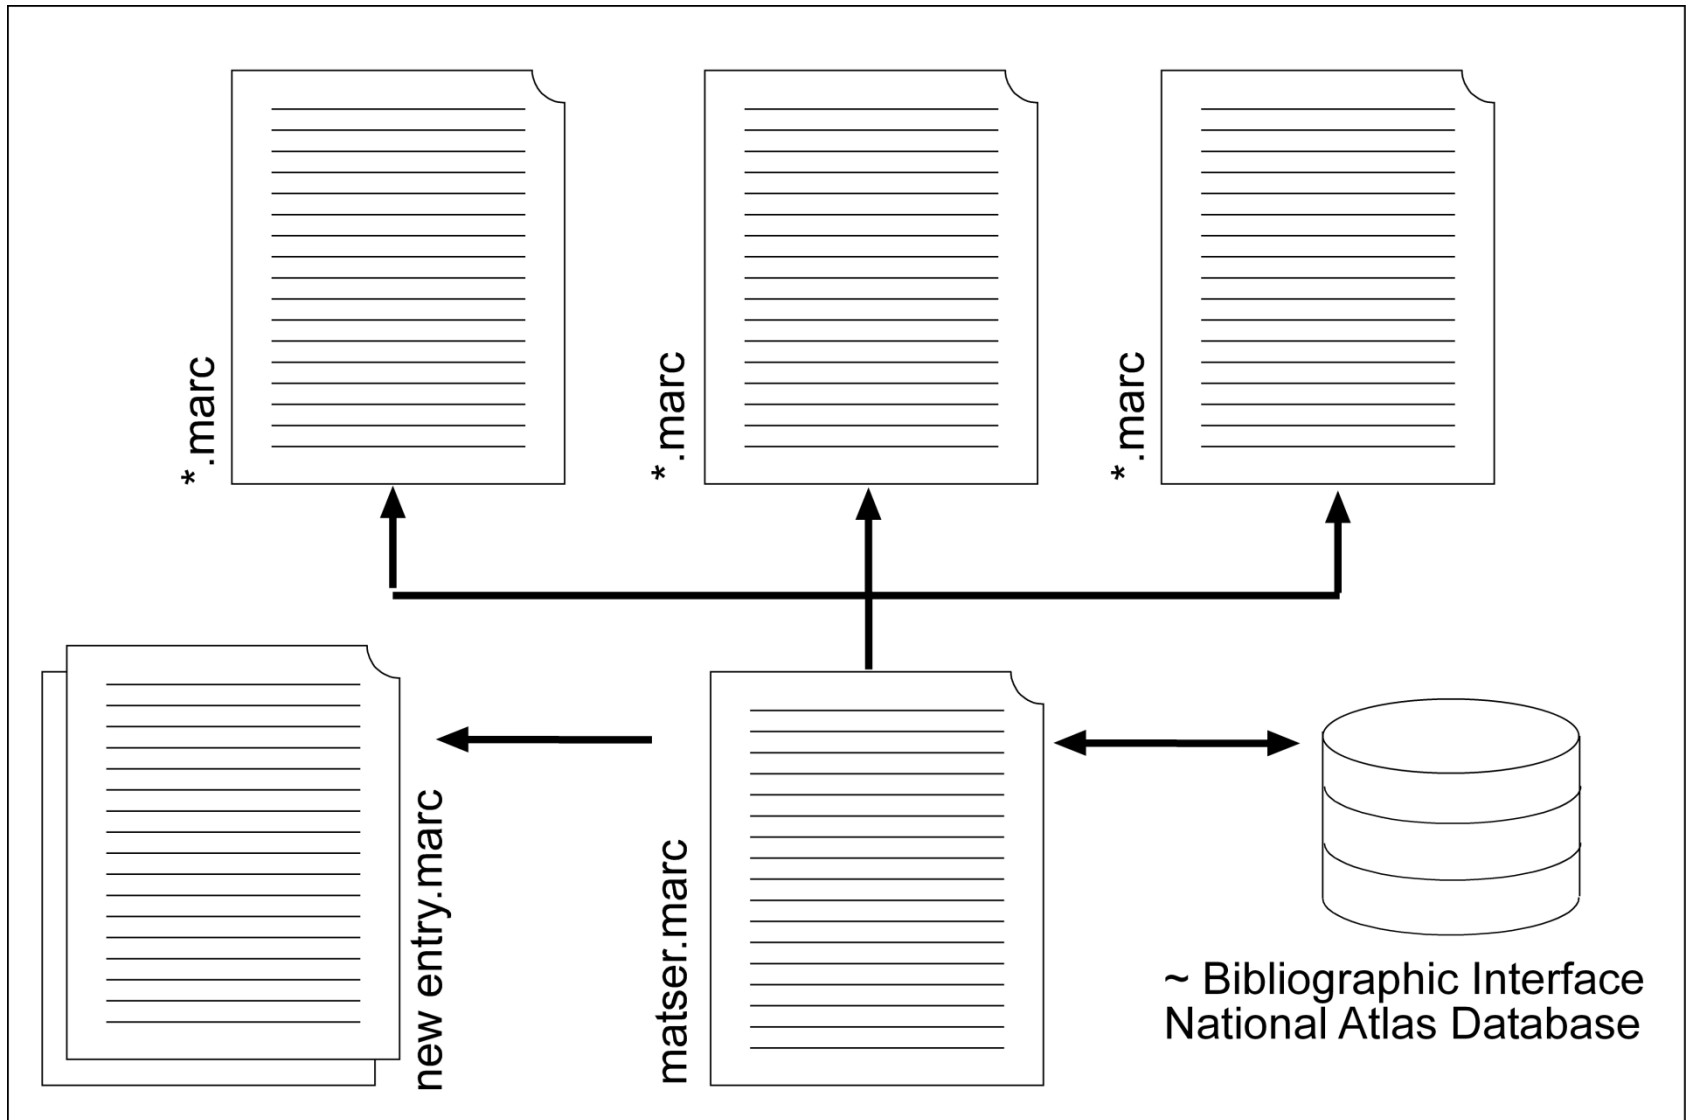 *.marc
*.marc
*.marc
new entry.marc
matser.marc
~ Bibliographic Interface
National Atlas Database